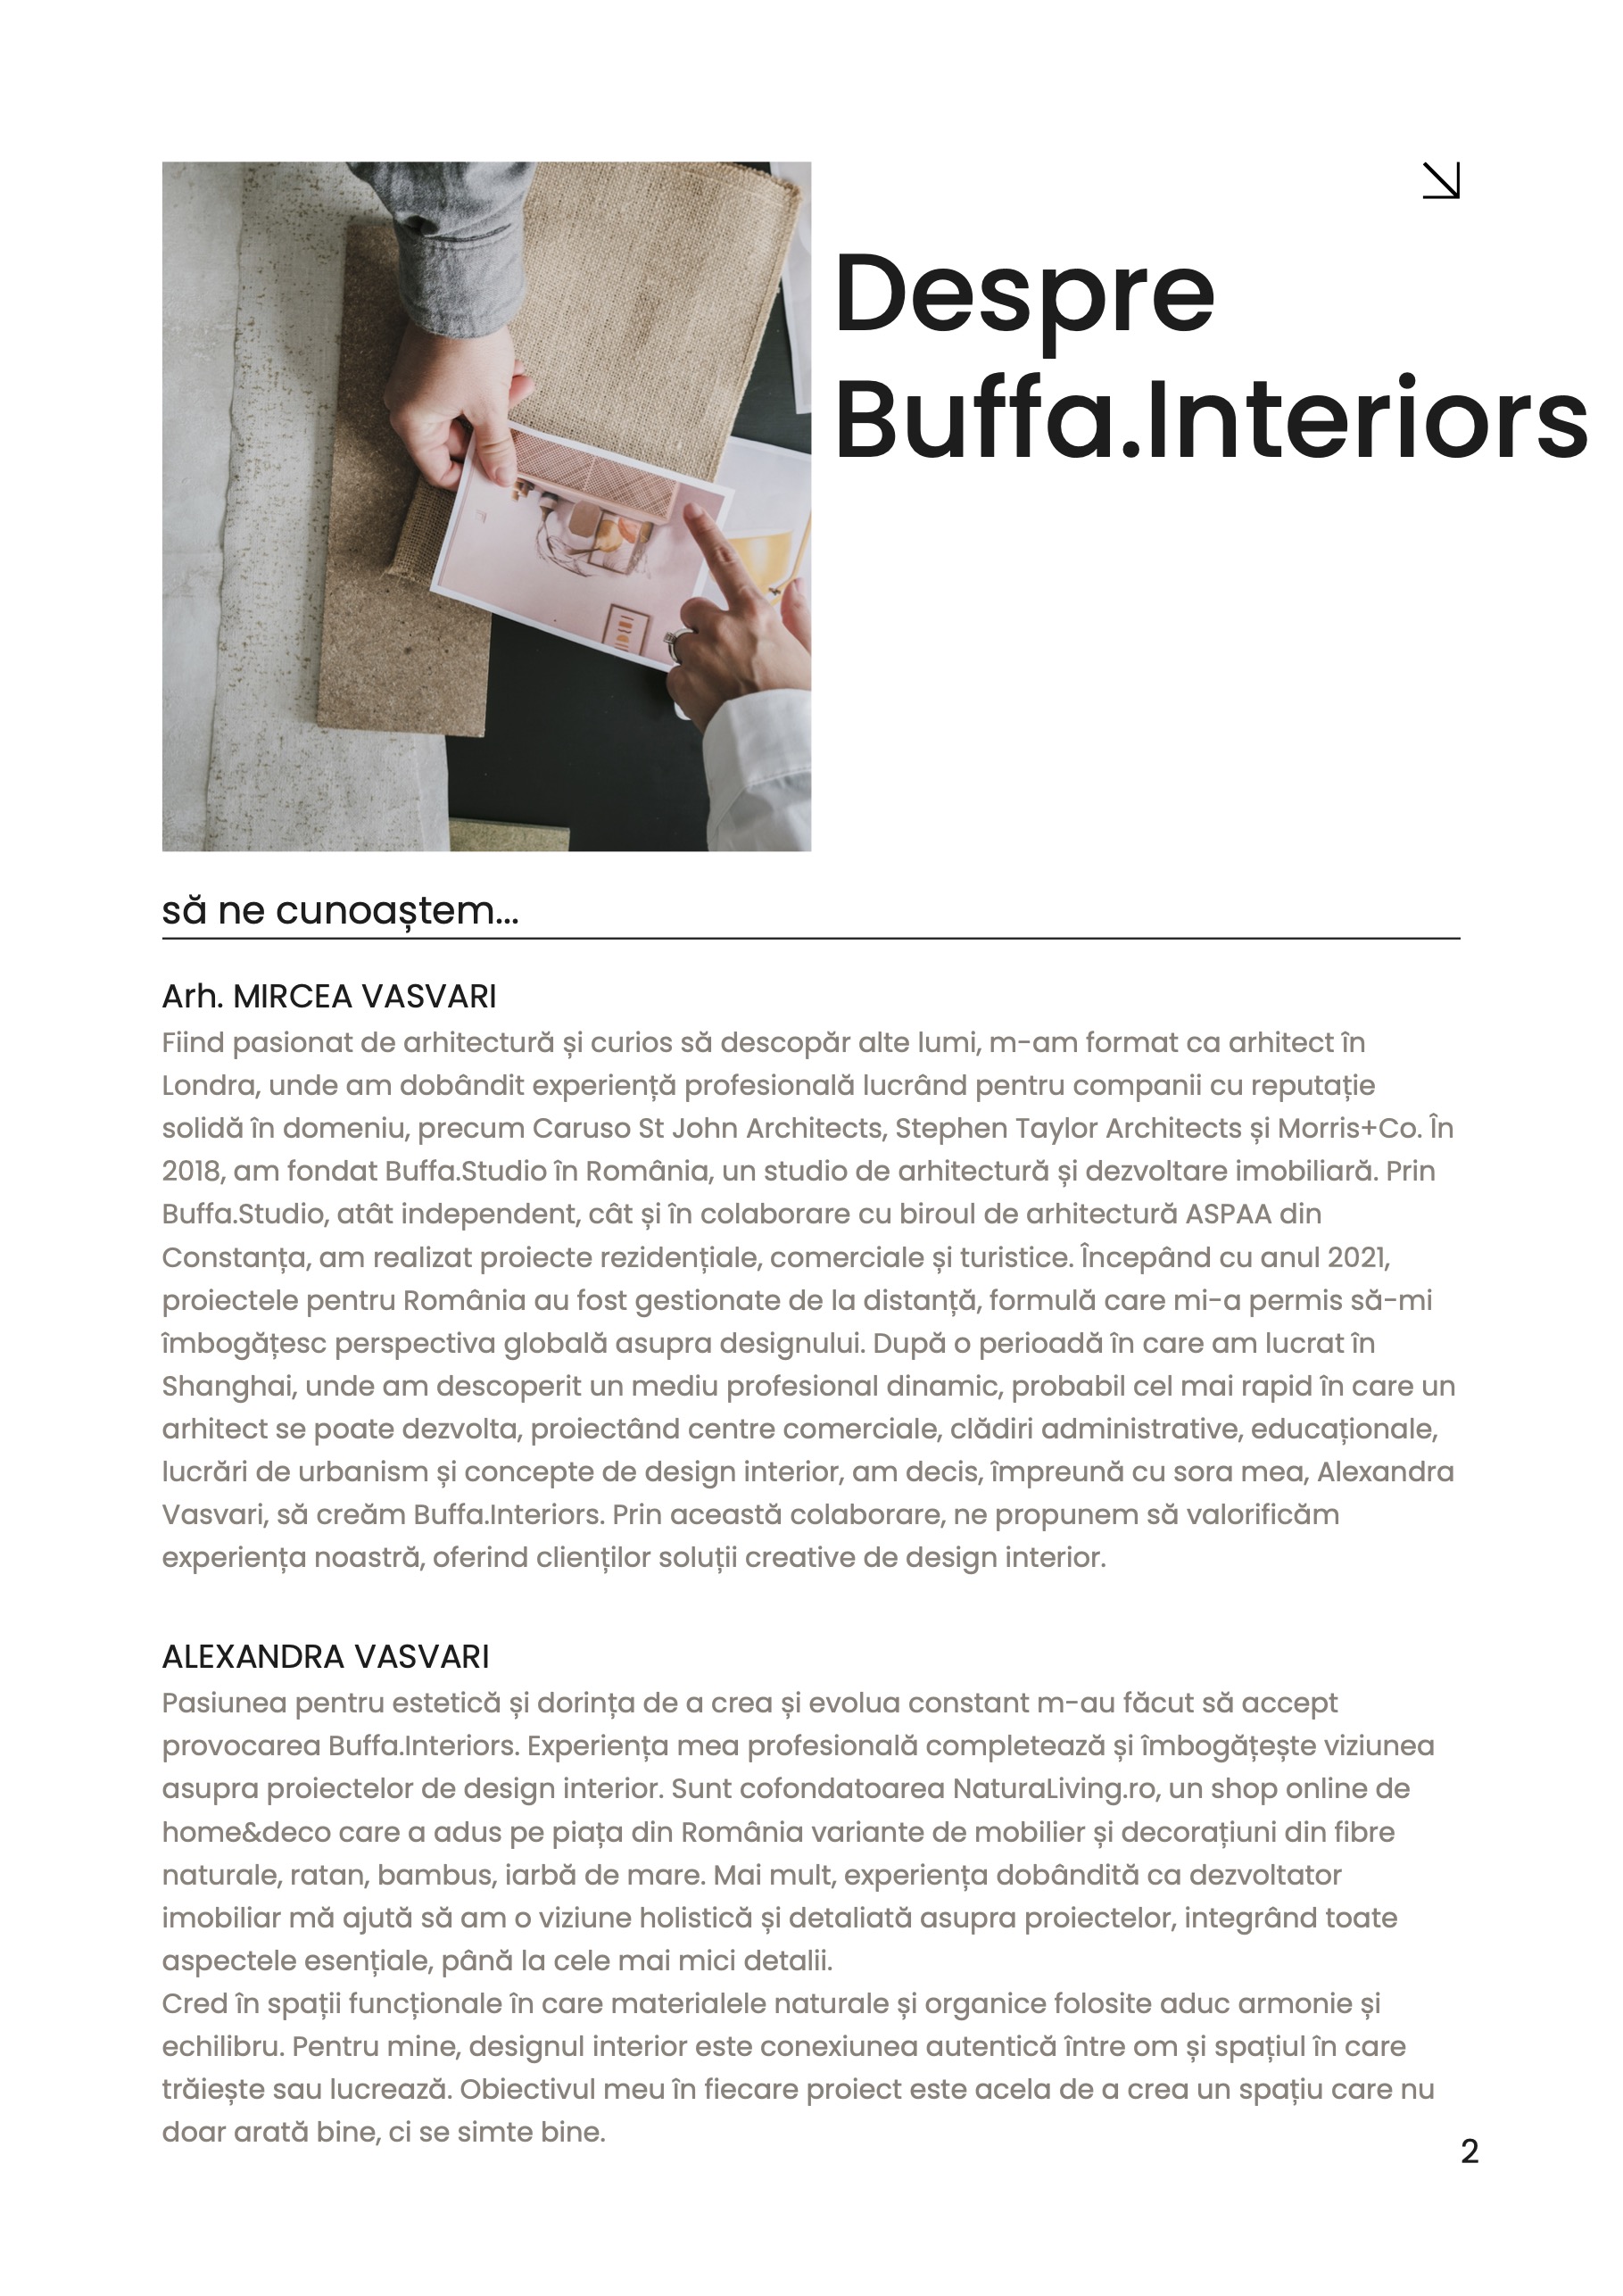 Despre
Buffa.Interiors
să ne cunoaștem...
Arh. MIRCEA VASVARI
Fiind pasionat de arhitectură și curios să descopăr alte lumi, m-am format ca arhitect în
Londra, unde am dobândit experiență profesională lucrând pentru companii cu reputație
solidă în domeniu, precum Caruso St John Architects, Stephen Taylor Architects și Morris+Co. În
2018, am fondat Buffa.Studio în România, un studio de arhitectură și dezvoltare imobiliară. Prin
Buffa.Studio, atât independent, cât și în colaborare cu biroul de arhitectură ASPAA din
Constanța, am realizat proiecte rezidențiale, comerciale și turistice. Începând cu anul 2021,
proiectele pentru România au fost gestionate de la distanță, formulă care mi-a permis să-mi
îmbogățesc perspectiva globală asupra designului. După o perioadă în care am lucrat în
Shanghai, unde am descoperit un mediu profesional dinamic, probabil cel mai rapid în care un
arhitect se poate dezvolta, proiectând centre comerciale, clădiri administrative, educaționale,
lucrări de urbanism și concepte de design interior, am decis, împreună cu sora mea, Alexandra
Vasvari, să creăm Buffa.Interiors. Prin această colaborare, ne propunem să valorificăm
experiența noastră, oferind clienților soluții creative de design interior.
ALEXANDRA VASVARI
Pasiunea pentru estetică și dorința de a crea și evolua constant m-au făcut să accept
provocarea Buffa.Interiors. Experiența mea profesională completează și îmbogățește viziunea
asupra proiectelor de design interior. Sunt cofondatoarea NaturaLiving.ro, un shop online de
home&deco care a adus pe piața din România variante de mobilier și decorațiuni din fibre
naturale, ratan, bambus, iarbă de mare. Mai mult, experiența dobândită ca dezvoltator
imobiliar mă ajută să am o viziune holistică și detaliată asupra proiectelor, integrând toate
aspectele esențiale, până la cele mai mici detalii.
Cred în spații funcționale în care materialele naturale și organice folosite aduc armonie și
echilibru. Pentru mine, designul interior este conexiunea autentică între om și spațiul în care
trăiește sau lucrează. Obiectivul meu în fiecare proiect este acela de a crea un spațiu care nu
doar arată bine, ci se simte bine.
2